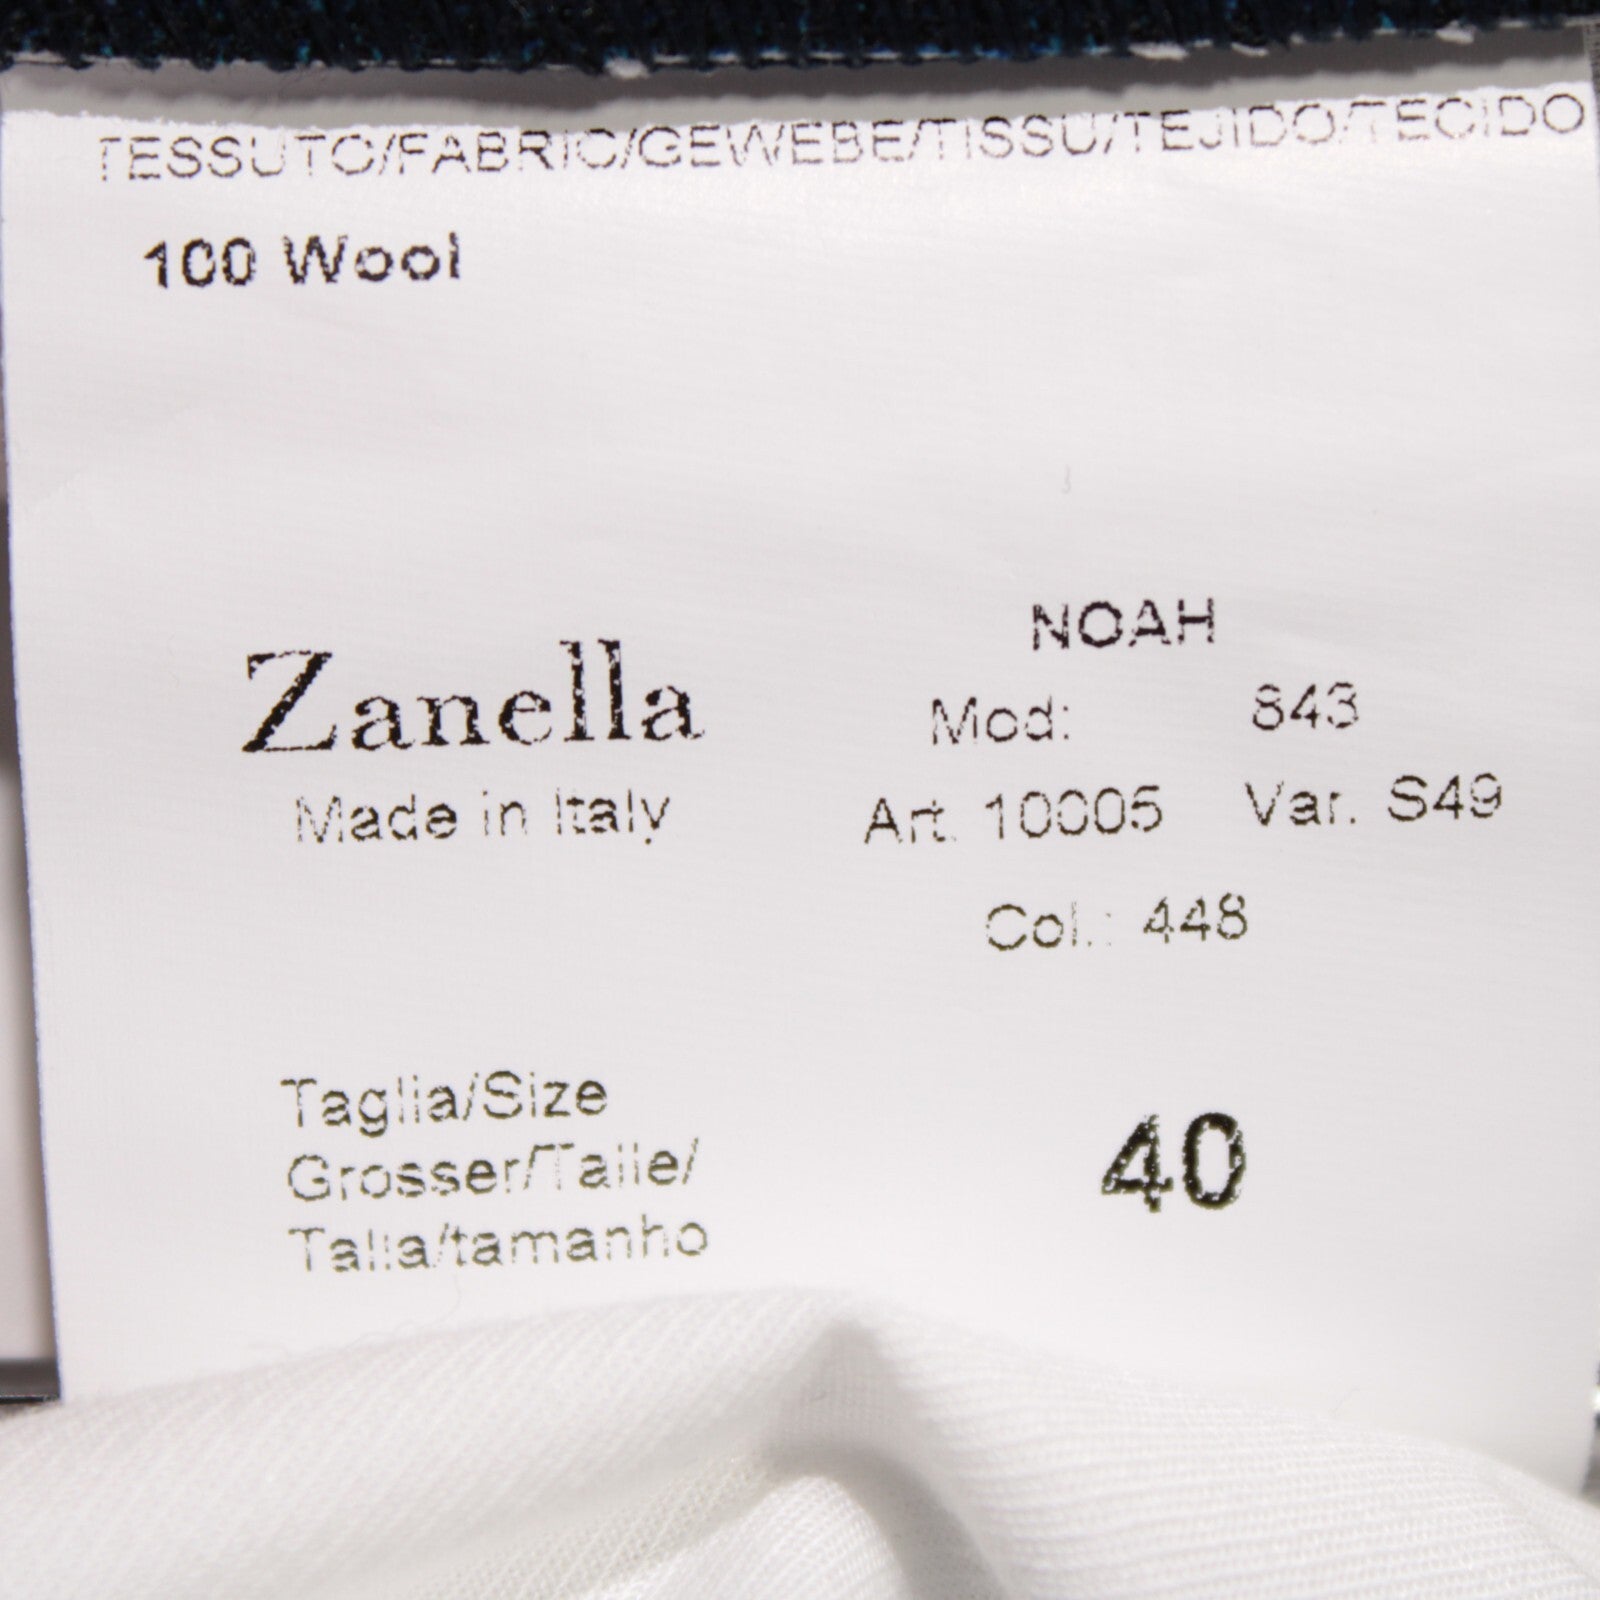 TESSUTO/FABRIC/GEWEBE/TISSU/TEJIDO/TECIDO
100 Wool
Zanella
Made in Italy
NOAH
Mod: 843
Art. 10005 Var. S49
Col.: 448
Taglia/Size
Grosser/Taille/
Talla/tamanho
40